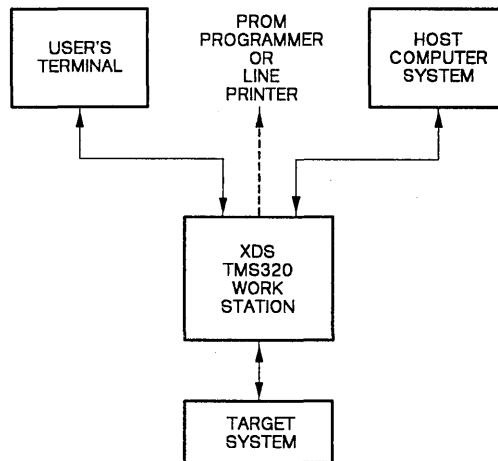 USER'S
TERMINAL
PROM
PROGRAMMER
OR
LINE
PRINTER
HOST
COMPUTER
SYSTEM
XDS
TMS320
WORK
STATION
TARGET
SYSTEM